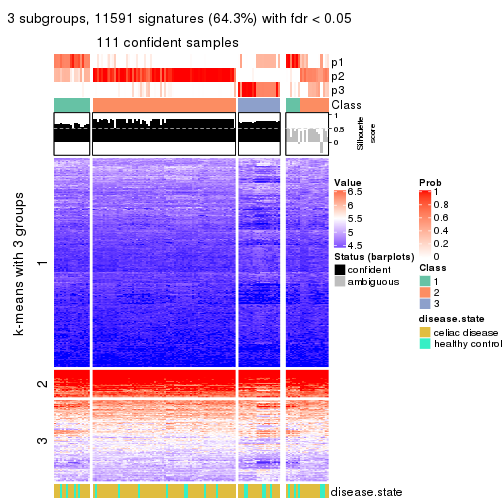 3 subgroups, 11591 signatures (64.3%) with fdr < 0.05
111 confident samples
p1
p2
p3
Class
1
0.5
0
Silhouette
score
k-means with 3 groups
1
2
3
Value
6.5
6
5.5
5
4.5
Prob
1
0.8
0.6
0.4
0.2
0
Status (barplots)
confident
ambiguous
Class
1
2
3
disease.state
celiac disease
healthy control
disease.state